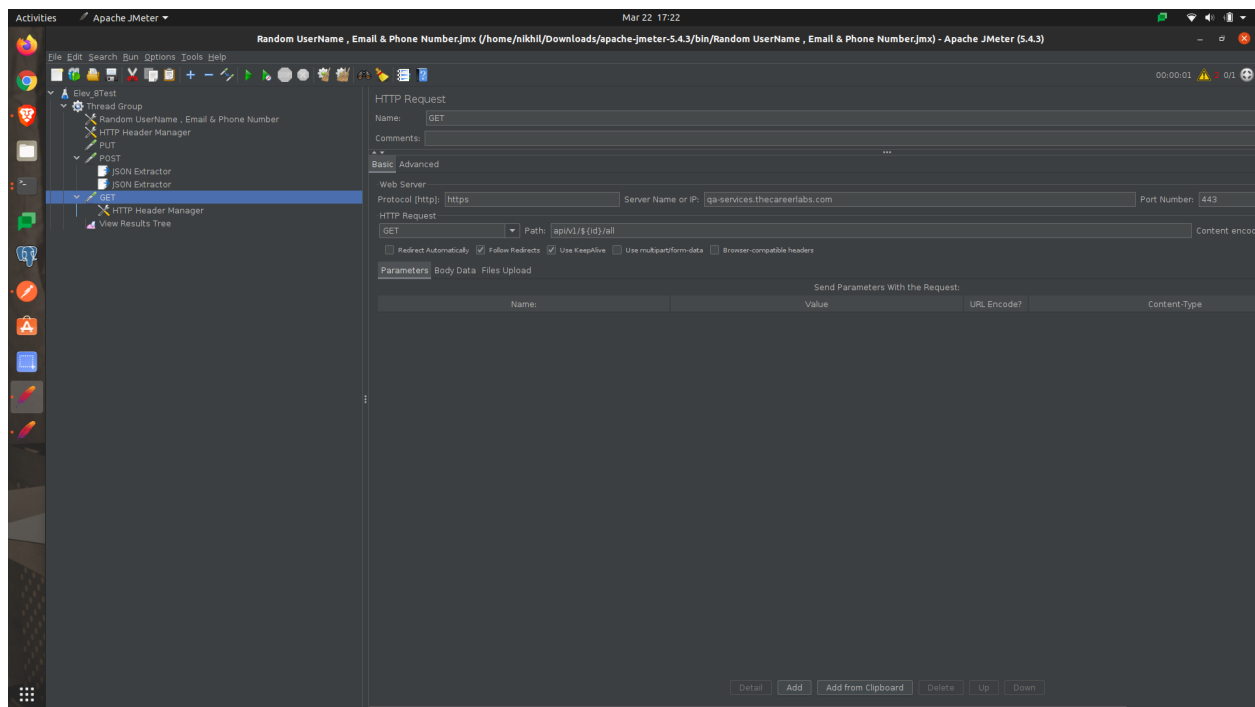 Activities Apache JMeter Mar 22 17:22
Random UserName , Email & Phone Number.jmx (/home/nikhil/Downloads/apache-jmeter-5.4.3/bin/Random UserName , Email & Phone Number.jmx) - Apache JMeter (5.4.3)
File Edit Search Run Options Tools Help
00:00:01 0/1
Elev_8Test
Thread Group
Random UserName , Email & Phone Number
HTTP Header Manager
PUT
POST
JSON Extractor
JSON Extractor
GET
HTTP Header Manager
View Results Tree
HTTP Request
Name: GET
Comments:
Basic Advanced
Web Server
Protocol [http]: https Server Name or IP: qa-services.thecareerlabs.com Port Number: 443
HTTP Request
GET Path: api/v1/${id}/all Content encod
Redirect Automatically Follow Redirects Use KeepAlive Use multipart/form-data Browser-compatible headers
Parameters Body Data Files Upload
Send Parameters With the Request:
Name: Value URL Encode? Content-Type
Detail Add Add from Clipboard Delete Up Down